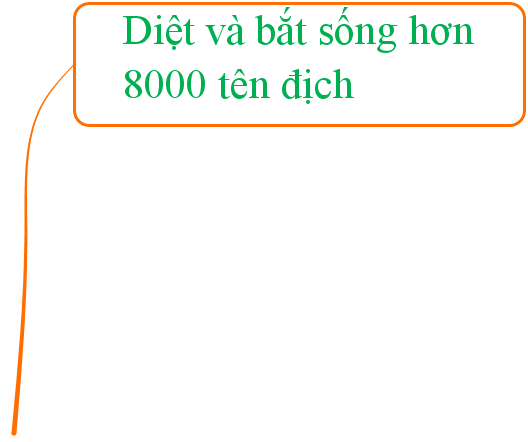 Diệt và bắt sống hơn
8000 tên địch